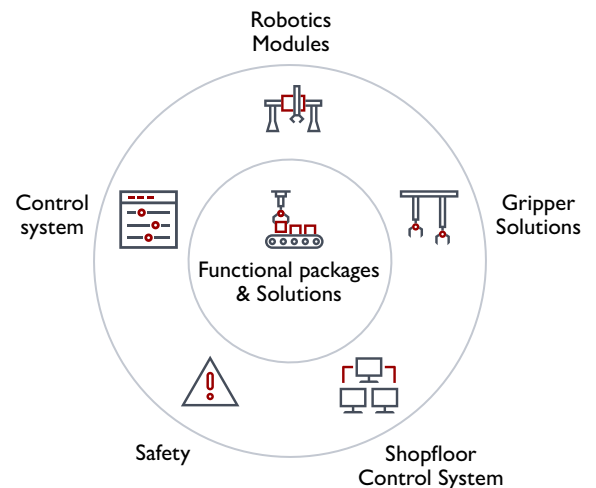 Robotics
Modules
Control
system
Gripper
Solutions
Functional packages
& Solutions
Safety
Shopfloor
Control System